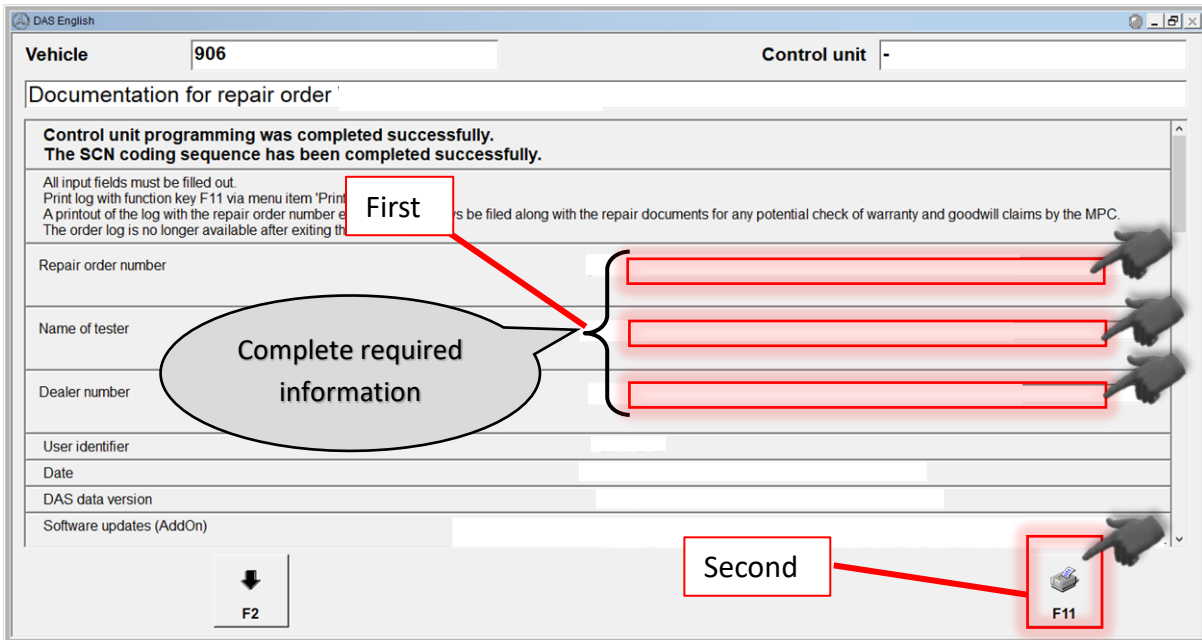 DAS English
Vehicle 906 Control unit -
Documentation for repair order
Control unit programming was completed successfully.
The SCN coding sequence has been completed successfully.
All input fields must be filled out.
Print log with function key F11 via menu item 'Print
A printout of the log with the repair order number be filed along with the repair documents for any potential check of warranty and goodwill claims by the MPC.
The order log is no longer available after exiting
First
Repair order number
Name of tester
Complete required
information
Dealer number
User identifier
Date
DAS data version
Software updates (AddOn)
Second
F2
F11